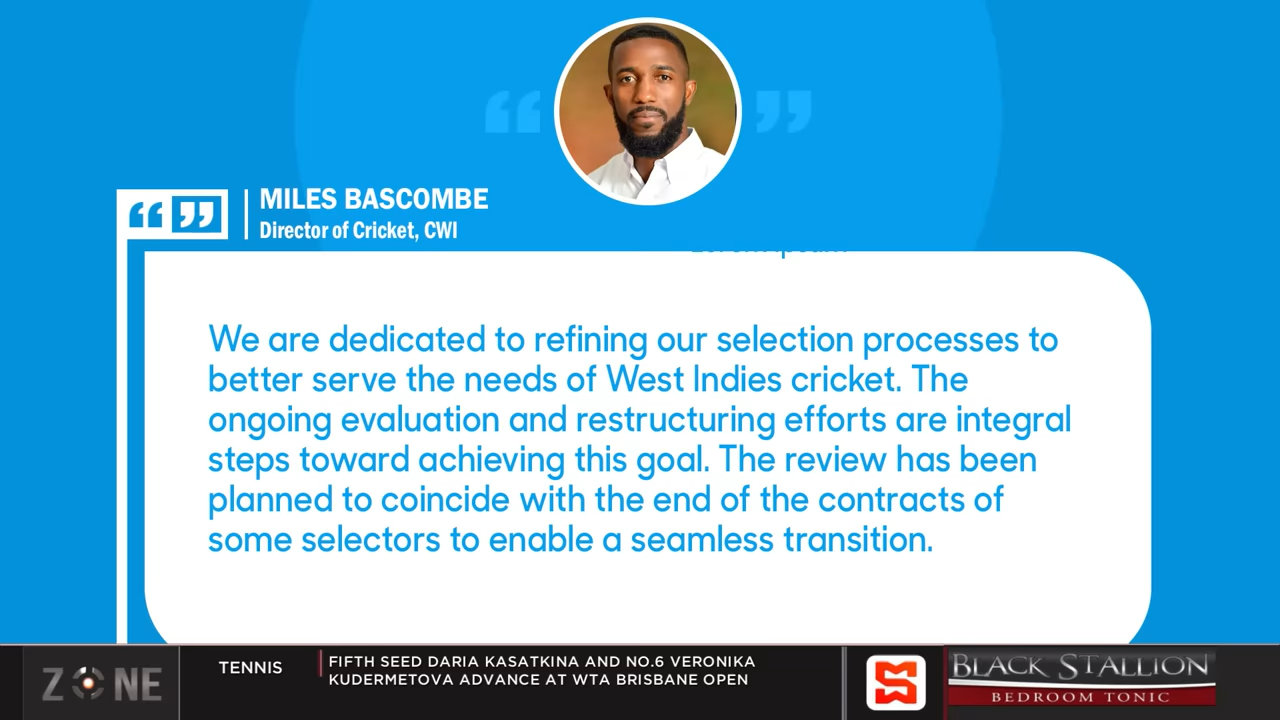 MILES BASCOMBE
Director of Cricket, CWI
We are dedicated to refining our selection processes to
better serve the needs of West Indies cricket. The
ongoing evaluation and restructuring efforts are integral
steps toward achieving this goal. The review has been
planned to coincide with the end of the contracts of
some selectors to enable a seamless transition.
ZONE
TENNIS
FIFTH SEED DARIA KASATKINA AND NO.6 VERONIKA
KUDERMETOVA ADVANCE AT WTA BRISBANE OPEN
BLACK STALLION
BEDROOM TONIC